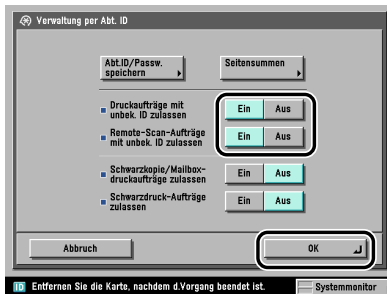 Verwaltung per Abt. ID
Abt.ID/Passw.
speichern
Seitensummen
Druckaufträge mit
unbek. ID zulassen
Ein Aus
Remote-Scan-Aufträge
mit unbek. ID zulassen
Ein Aus
Schwarzkopie/Mailbox-
druckaufträge zulassen
Ein Aus
Schwarzdruck-Aufträge
zulassen
Ein Aus
Abbruch
OK
ID Entfernen Sie die Karte, nachdem d.Vorgang beendet ist.
Systemmonitor